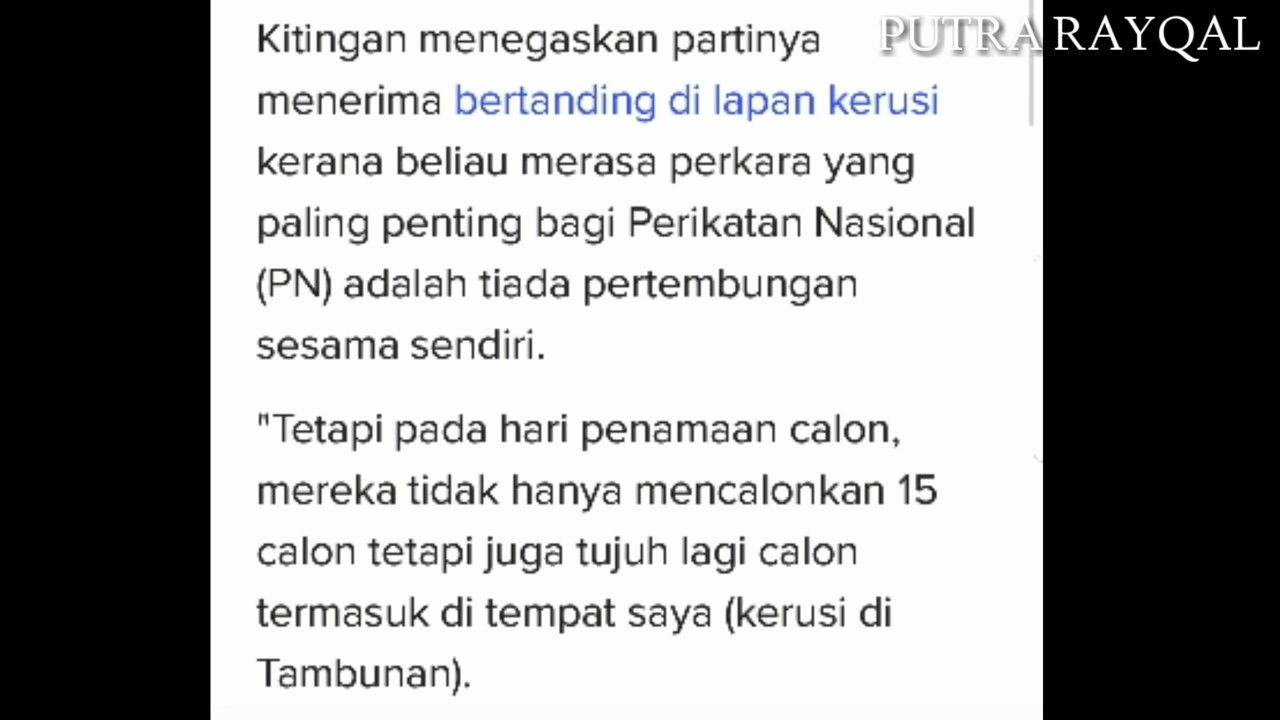 PUTRA RAYQAL
Kitingan menegaskan partinya
menerima bertanding di lapan kerusi
kerana beliau merasa perkara yang
paling penting bagi Perikatan Nasional
(PN) adalah tiada pertembungan
sesama sendiri.
"Tetapi pada hari penamaan calon,
mereka tidak hanya mencalonkan 15
calon tetapi juga tujuh lagi calon
termasuk di tempat saya (kerusi di
Tambunan).